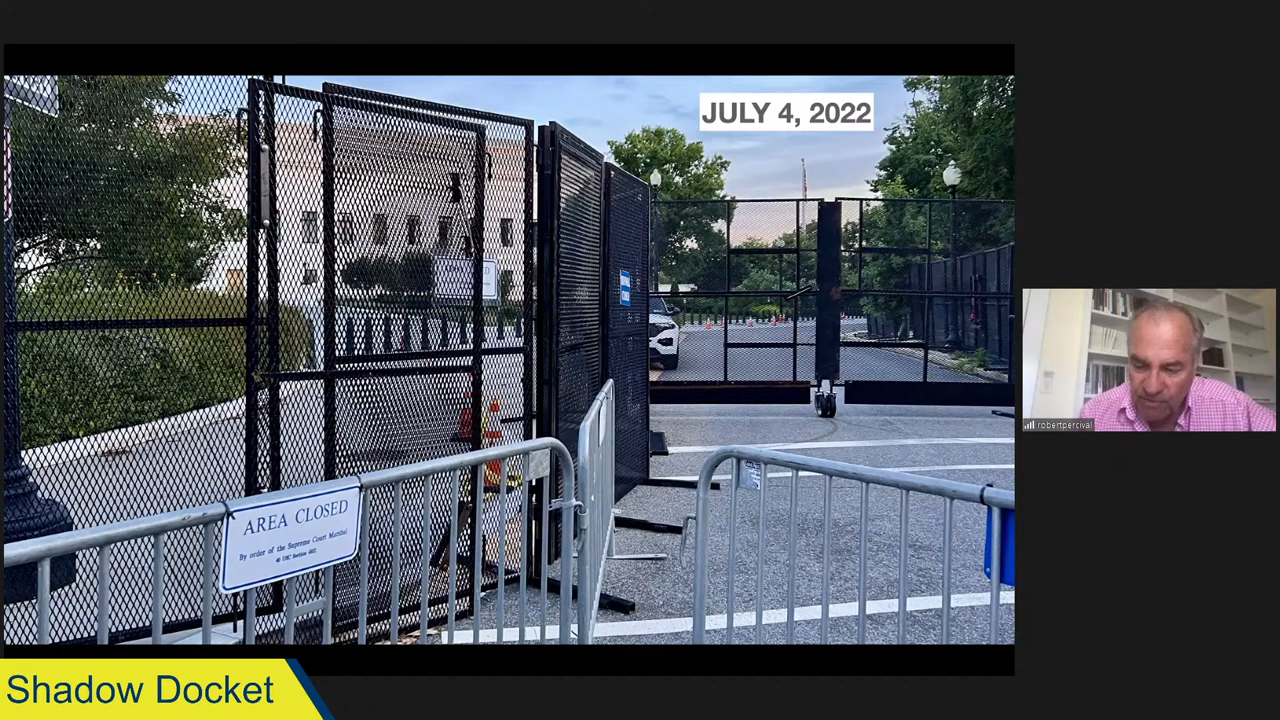 JULY 4, 2022
AREA CLOSED
By order of the Supreme Court Marshal
robertpercival
Shadow Docket